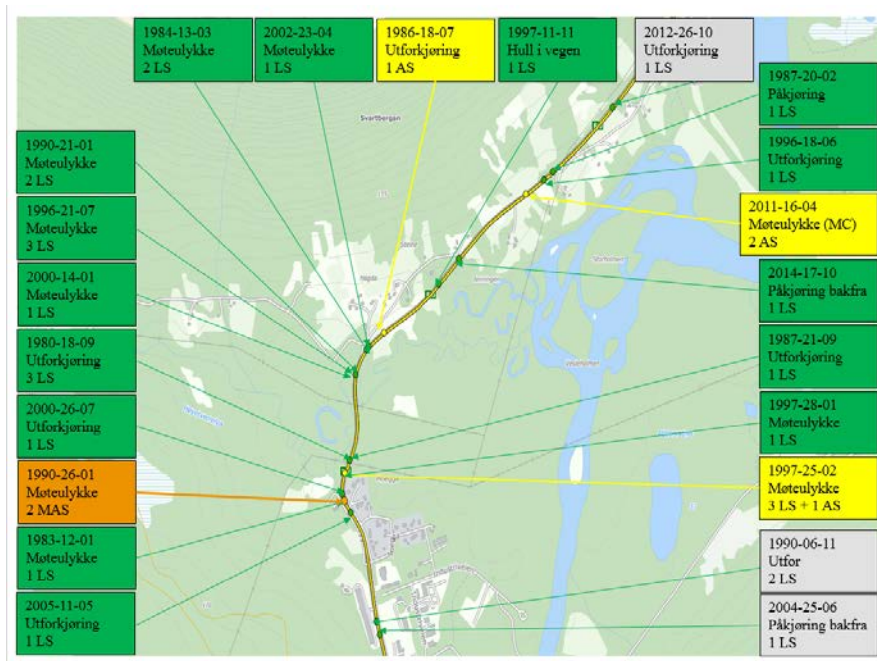 1984-13-03
Møteulykke
2 LS
2002-23-04
Møteulykke
1 LS
1986-18-07
Utforkjøring
1 AS
1997-11-11
Hull i vegen
1 LS
2012-26-10
Utforkjøring
1 LS
1987-20-02
Påkjøring
1 LS
1996-18-06
Utforkjøring
1 LS
2011-16-04
Møteulykke (MC)
2 AS
2014-17-10
Påkjøring bakfra
1 LS
1987-21-09
Utforkjøring
1 LS
1997-28-01
Møteulykke
1 LS
1997-25-02
Møteulykke
3 LS + 1 AS
1990-06-11
Utfor
2 LS
2004-25-06
Påkjøring bakfra
1 LS
1990-21-01
Møteulykke
2 LS
1996-21-07
Møteulykke
3 LS
2000-14-01
Møteulykke
1 LS
1980-18-09
Utforkjøring
3 LS
2000-26-07
Utforkjøring
1 LS
1990-26-01
Møteulykke
2 MAS
1983-12-01
Møteulykke
1 LS
2005-11-05
Utforkjøring
1 LS
Svartbergan